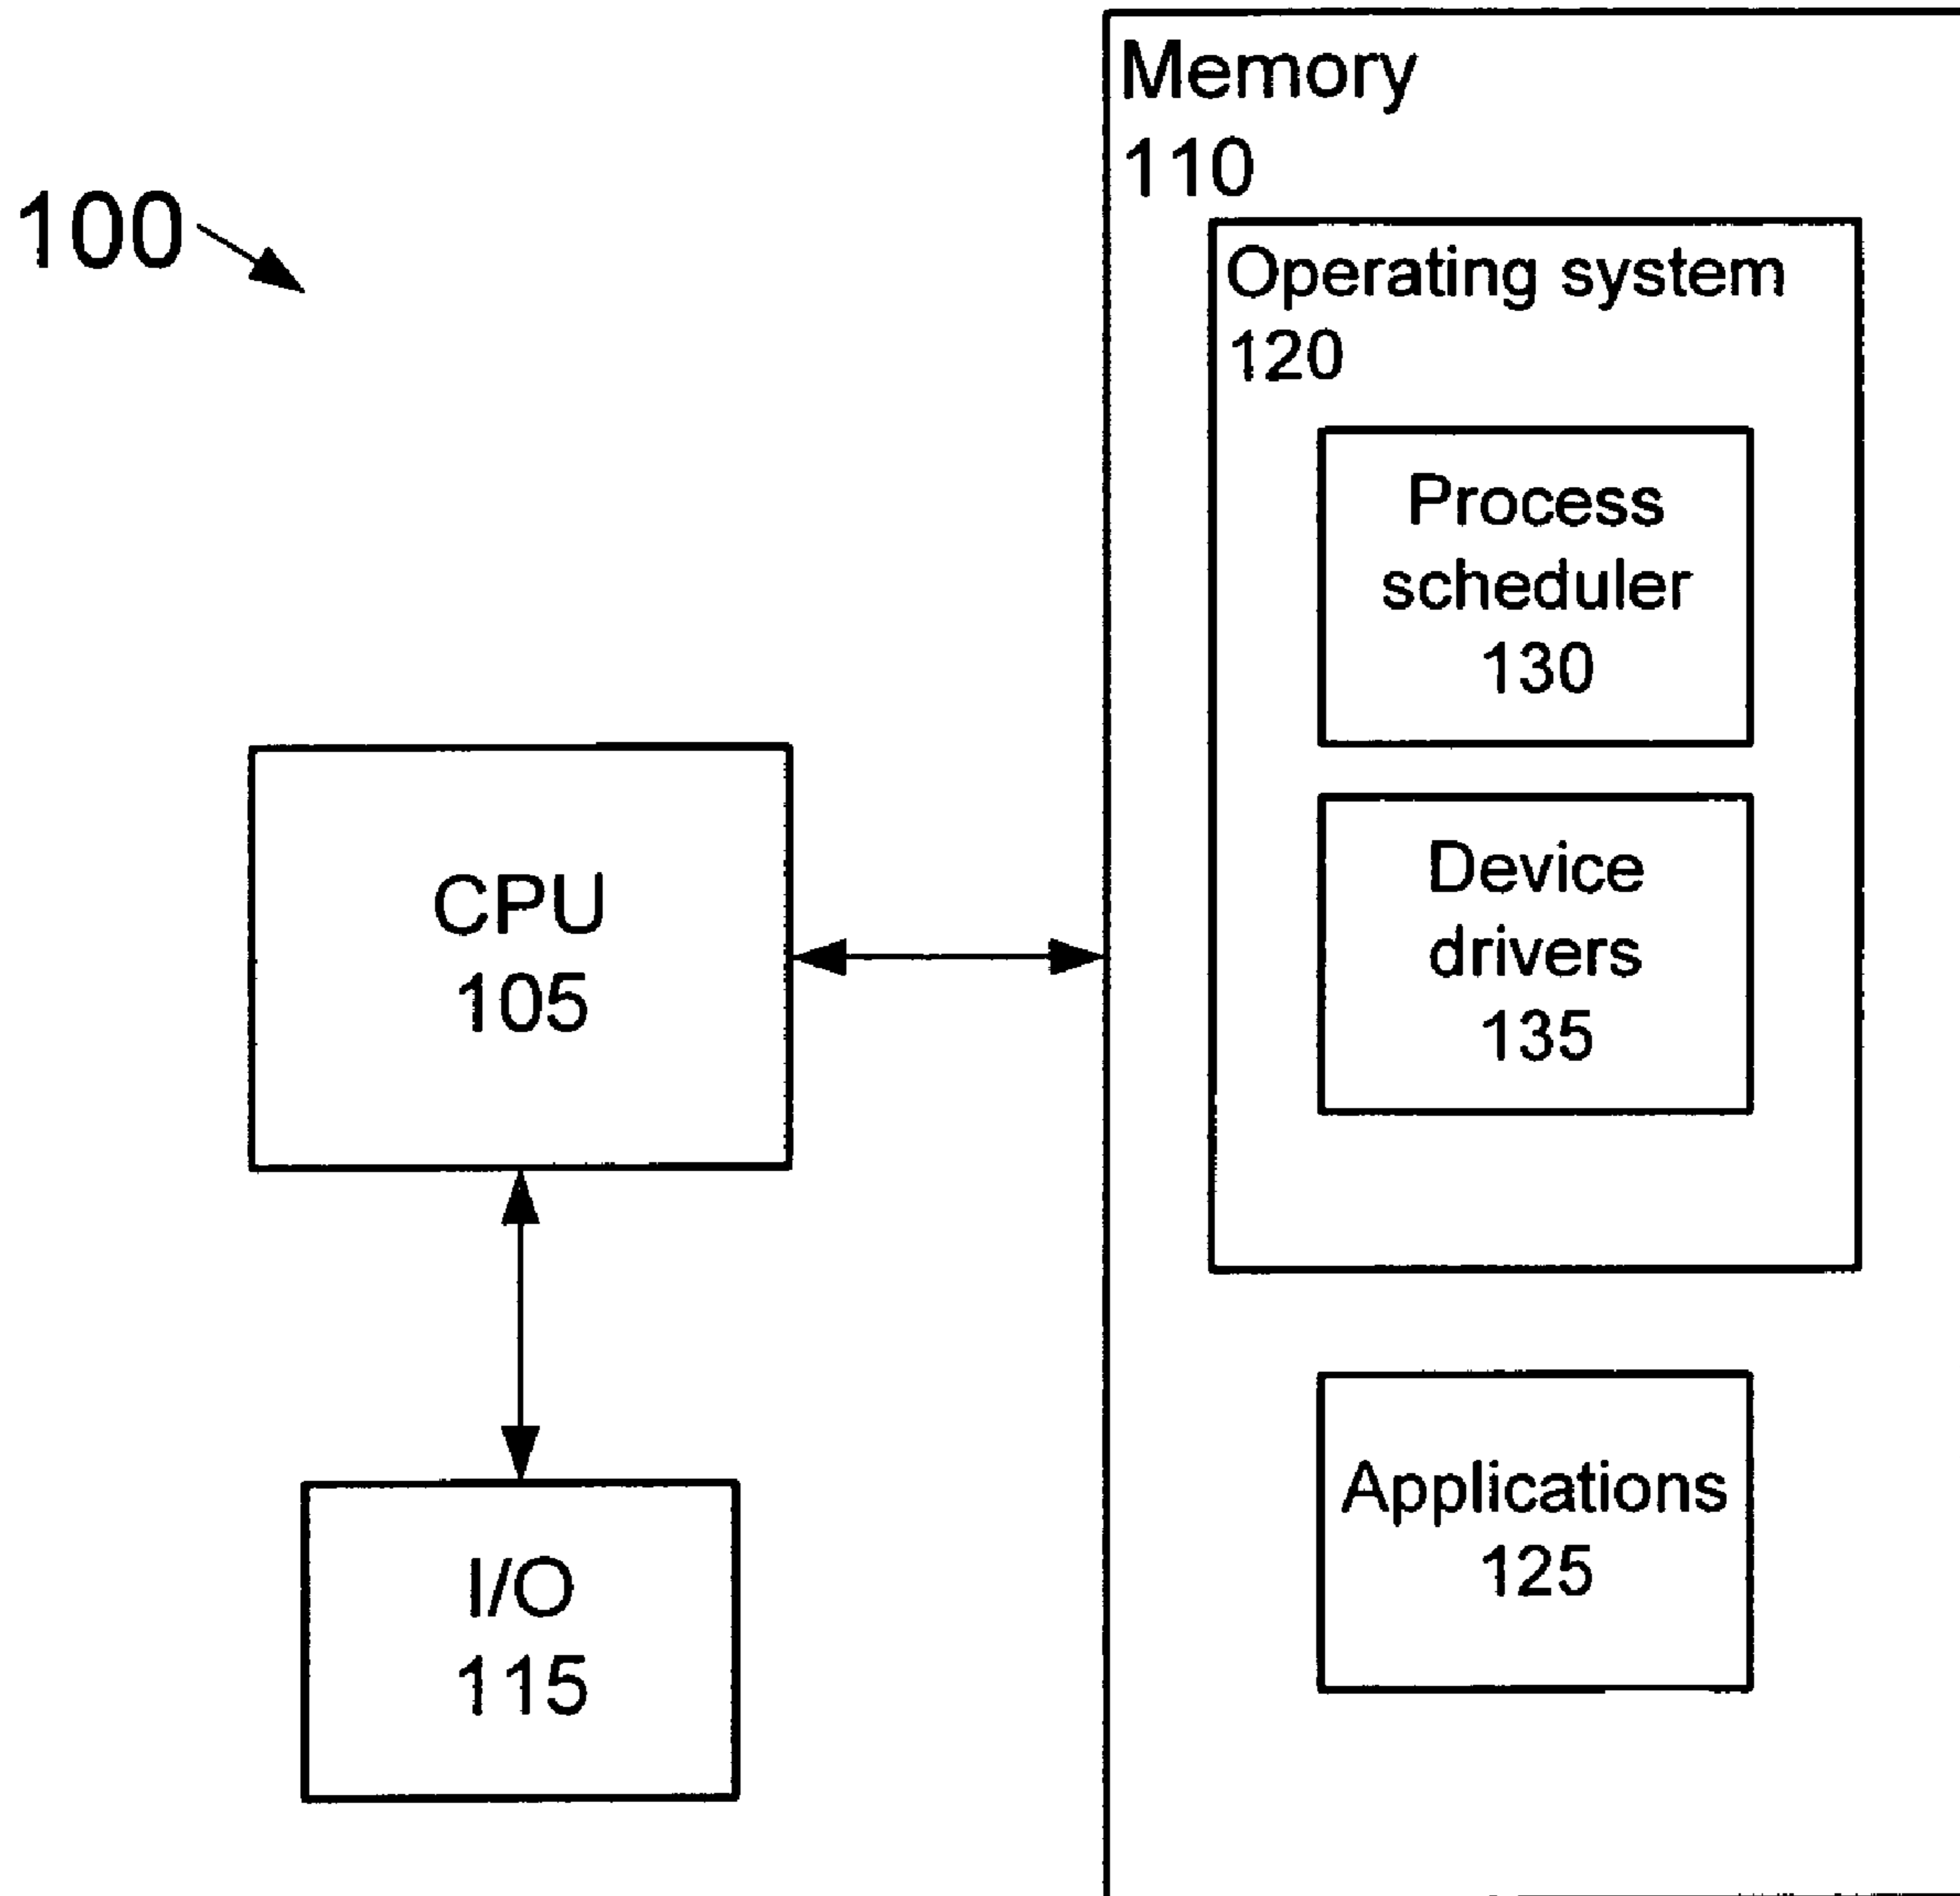 100
Memory
110
Operating system
120
Process
scheduler
130
Device
drivers
135
CPU
105
I/O
115
Applications
125